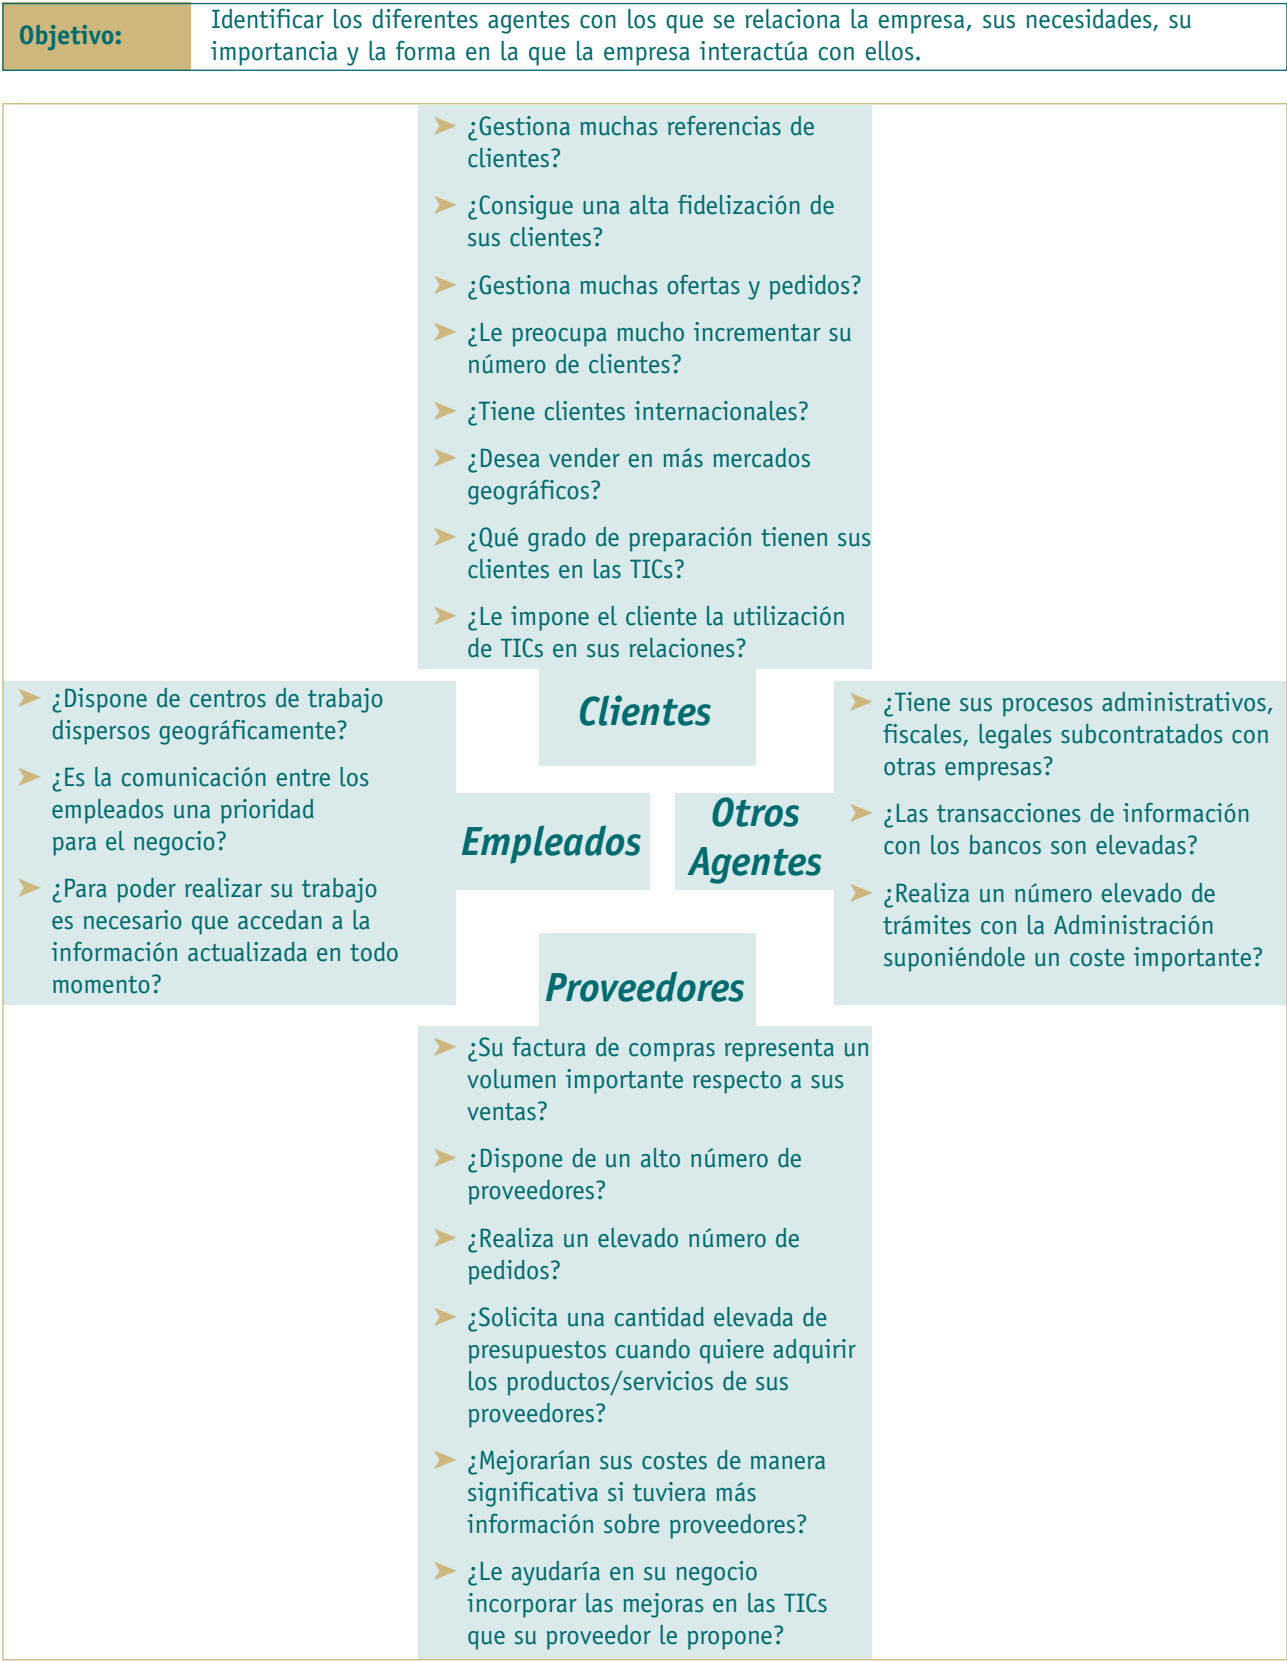 Objetivo:
Identificar los diferentes agentes con los que se relaciona la empresa, sus necesidades, su
importancia y la forma en la que la empresa interactúa con ellos.
➤ ¿Gestiona muchas referencias de
clientes?
➤ ¿Consigue una alta fidelización de
sus clientes?
➤ ¿Gestiona muchas ofertas y pedidos?
➤ ¿Le preocupa mucho incrementar su
número de clientes?
➤ ¿Tiene clientes internacionales?
➤ ¿Desea vender en más mercados
geográficos?
➤ ¿Qué grado de preparación tienen sus
clientes en las TICs?
➤ ¿Le impone el cliente la utilización
de TICs en sus relaciones?
Clientes
➤ ¿Dispone de centros de trabajo
dispersos geográficamente?
➤ ¿Es la comunicación entre los
empleados una prioridad
para el negocio?
➤ ¿Para poder realizar su trabajo
es necesario que accedan a la
información actualizada en todo
momento?
Empleados
Otros
Agentes
➤ ¿Tiene sus procesos administrativos,
fiscales, legales subcontratados con
otras empresas?
➤ ¿Las transacciones de información
con los bancos son elevadas?
➤ ¿Realiza un número elevado de
trámites con la Administración
suponiéndole un coste importante?
Proveedores
➤ ¿Su factura de compras representa un
volumen importante respecto a sus
ventas?
➤ ¿Dispone de un alto número de
proveedores?
➤ ¿Realiza un elevado número de
pedidos?
➤ ¿Solicita una cantidad elevada de
presupuestos cuando quiere adquirir
los productos/servicios de sus
proveedores?
➤ ¿Mejorarían sus costes de manera
significativa si tuviera más
información sobre proveedores?
➤ ¿Le ayudaría en su negocio
incorporar las mejoras en las TICs
que su proveedor le propone?